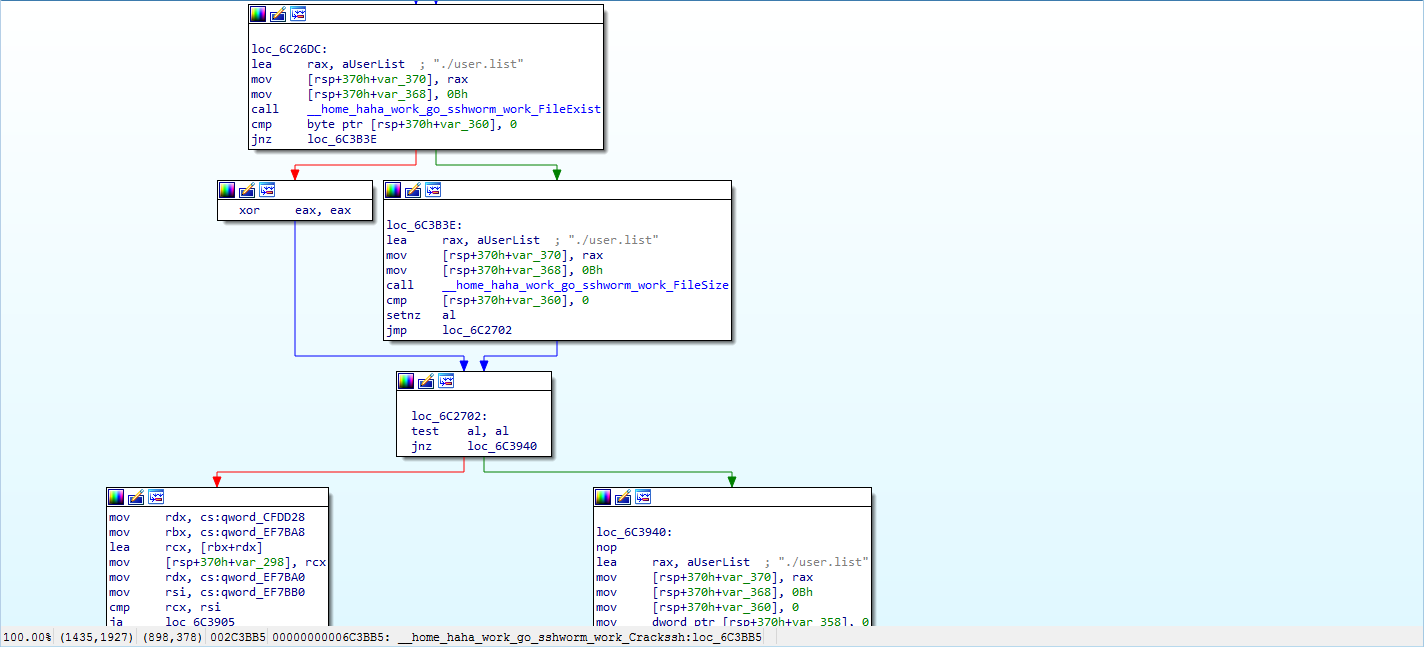 loc_6C26DC:
lea rax, aUserList ; "./user.list"
mov [rsp+370h+var_370], rax
mov [rsp+370h+var_368], 0Bh
call __home_haha_work_go_sshworm_work_FileExist
cmp byte ptr [rsp+370h+var_360], 0
jnz loc_6C3B3E
xor eax, eax
loc_6C3B3E:
lea rax, aUserList ; "./user.list"
mov [rsp+370h+var_370], rax
mov [rsp+370h+var_368], 0Bh
call __home_haha_work_go_sshworm_work_FileSize
cmp [rsp+370h+var_360], 0
setnz al
jmp loc_6C2702
loc_6C2702:
test al, al
jnz loc_6C3940
mov rdx, cs:qword_CFDD28
mov rbx, cs:qword_EF7BA8
lea rcx, [rbx+rdx]
mov [rsp+370h+var_298], rcx
mov rdx, cs:qword_EF7BA0
mov rsi, cs:qword_EF7BB0
cmp rcx, rsi
ja loc_6C3905
loc_6C3940:
nop
lea rax, aUserList ; "./user.list"
mov [rsp+370h+var_370], rax
mov [rsp+370h+var_368], 0Bh
mov [rsp+370h+var_360], 0
mov dword ptr [rsp+370h+var_358], 0
100.00% (1435,1927) (898,378) 002C3BB5 00000000006C3BB5: __home_haha_work_go_sshworm_work_Crackssh:loc_6C3BB5